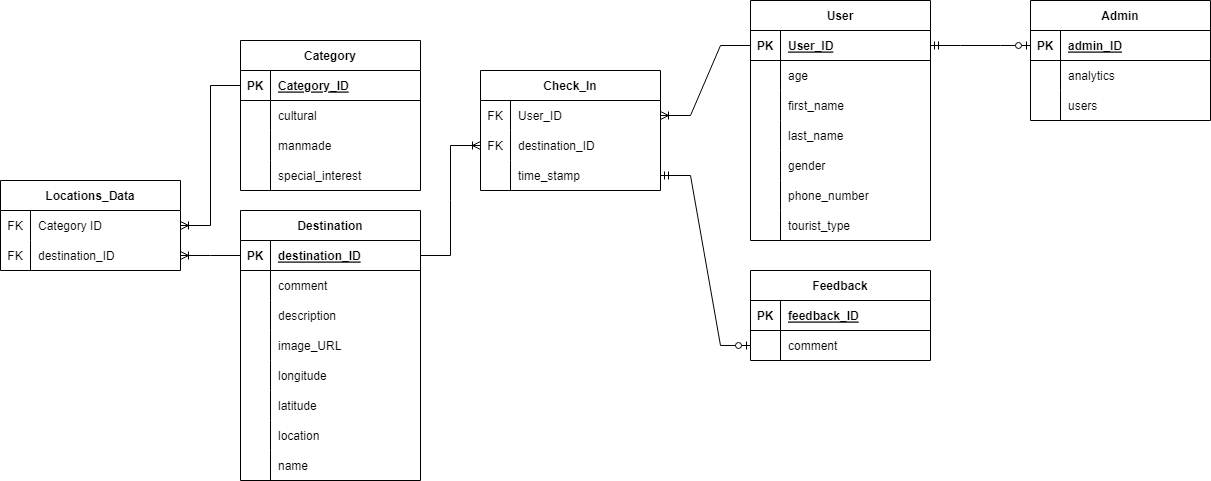 User
PK User_ID
age
first_name
last_name
gender
phone_number
tourist_type
Admin
PK admin_ID
analytics
users
Category
PK Category_ID
cultural
manmade
special_interest
Check_In
FK User_ID
FK destination_ID
time_stamp
Locations_Data
FK Category ID
FK destination_ID
Destination
PK destination_ID
comment
description
image_URL
longitude
latitude
location
name
Feedback
PK feedback_ID
comment